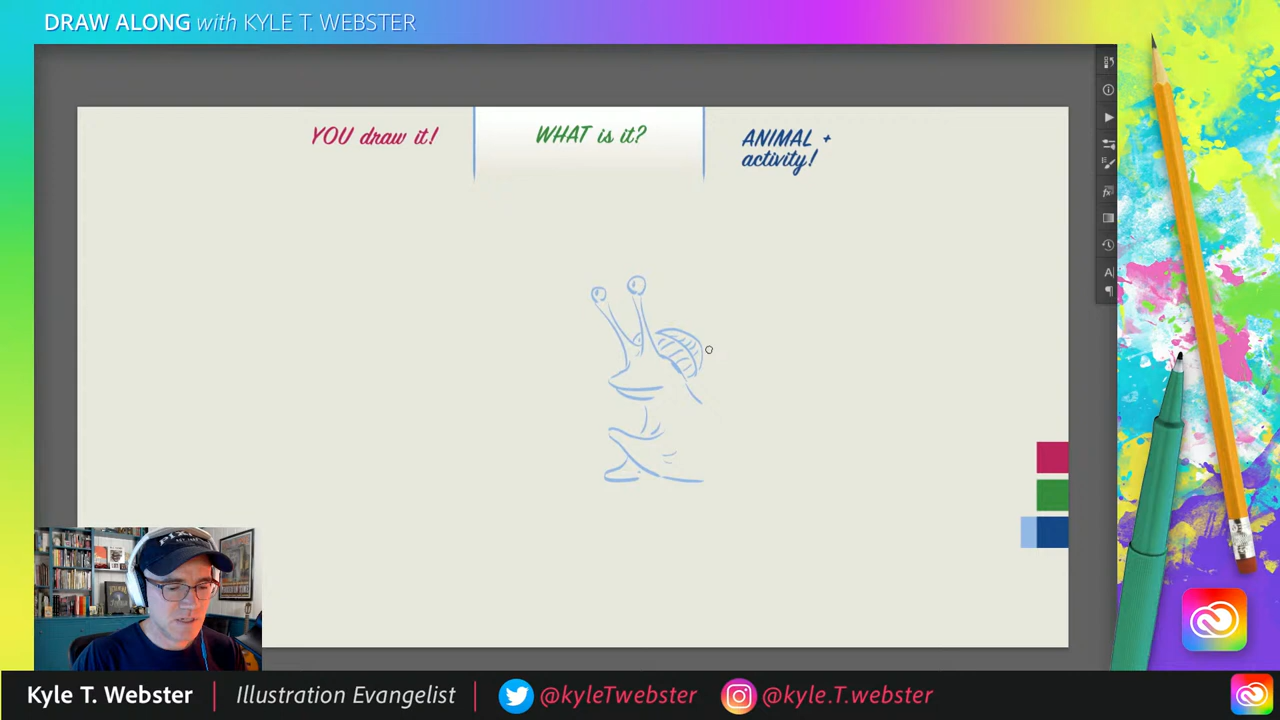 DRAW ALONG with KYLE T. WEBSTER
YOU draw it!
WHAT is it?
ANIMAL +
activity!
Kyle T. Webster | Illustration Evangelist | @kyleTwebster @kyle.T.webster